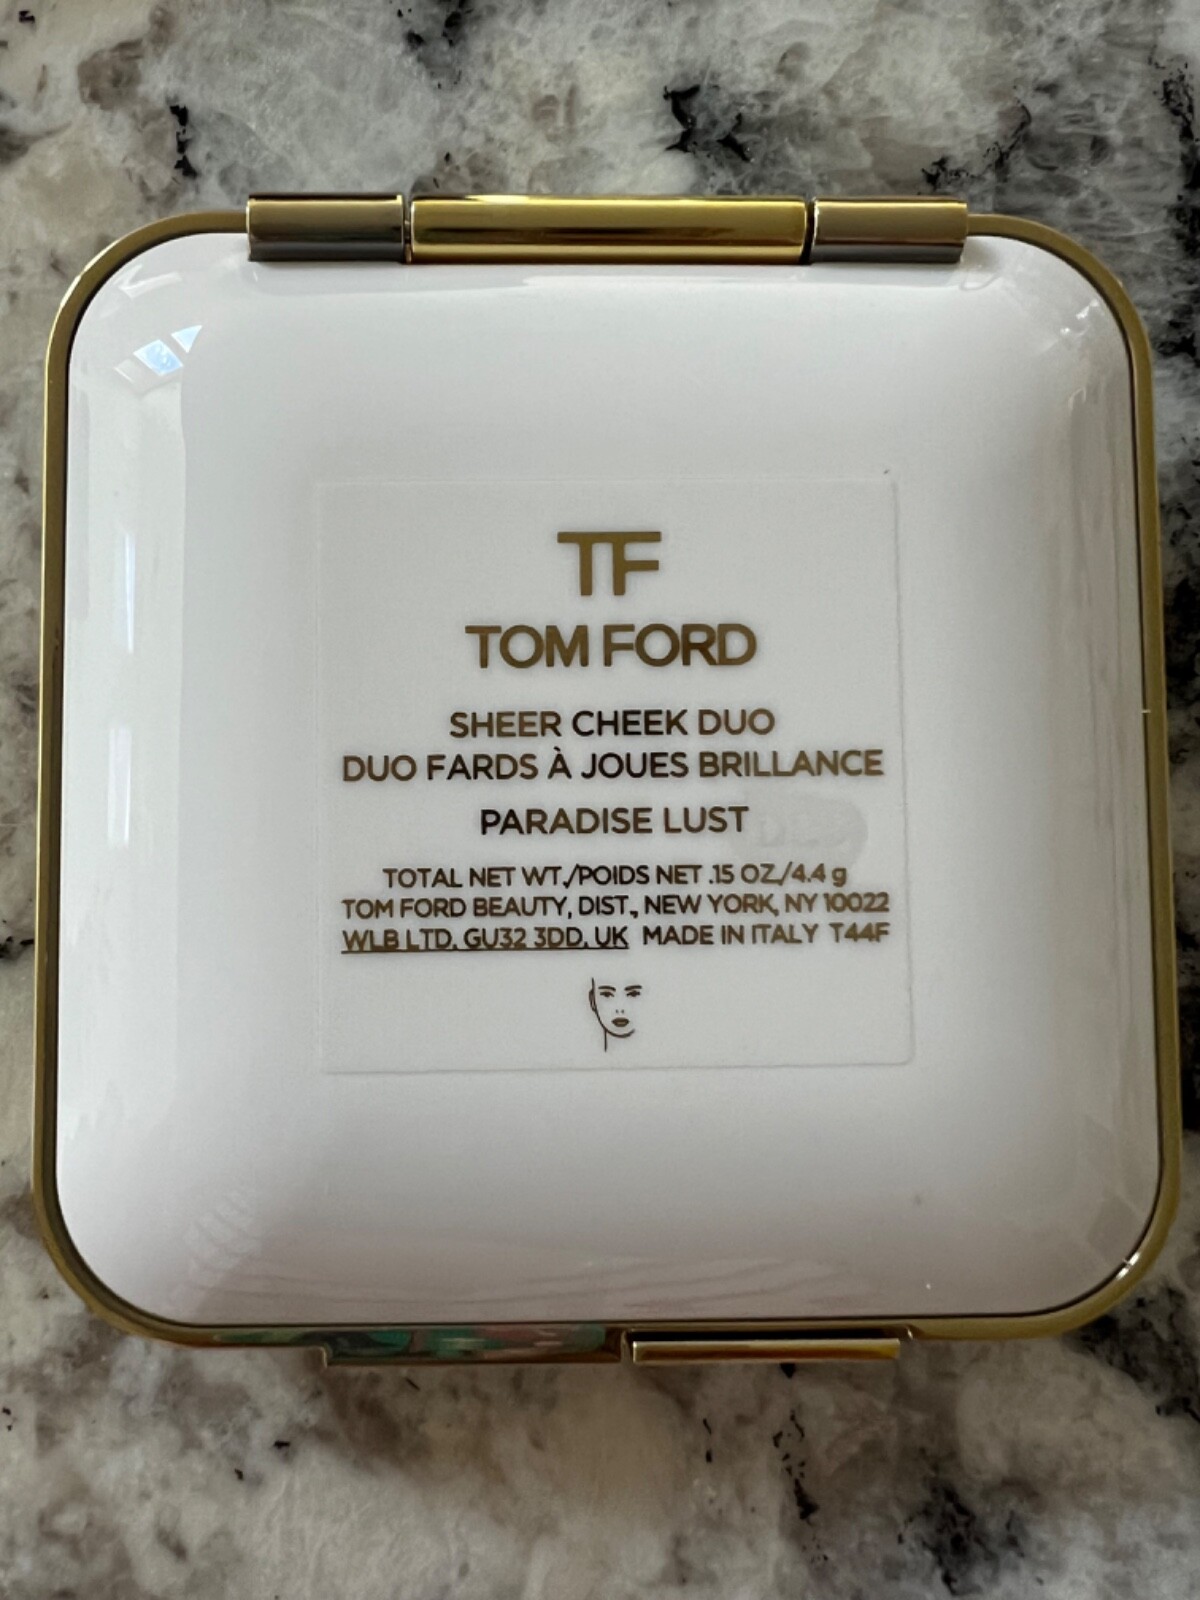 TF
TOM FORD
SHEER CHEEK DUO
DUO FARDS À JOUES BRILLANCE
PARADISE LUST
TOTAL NET WT./POIDS NET .15 OZ./4.4 g
TOM FORD BEAUTY, DIST., NEW YORK, NY 10022
WLB LTD. GU32 3DD. UK MADE IN ITALY T44F